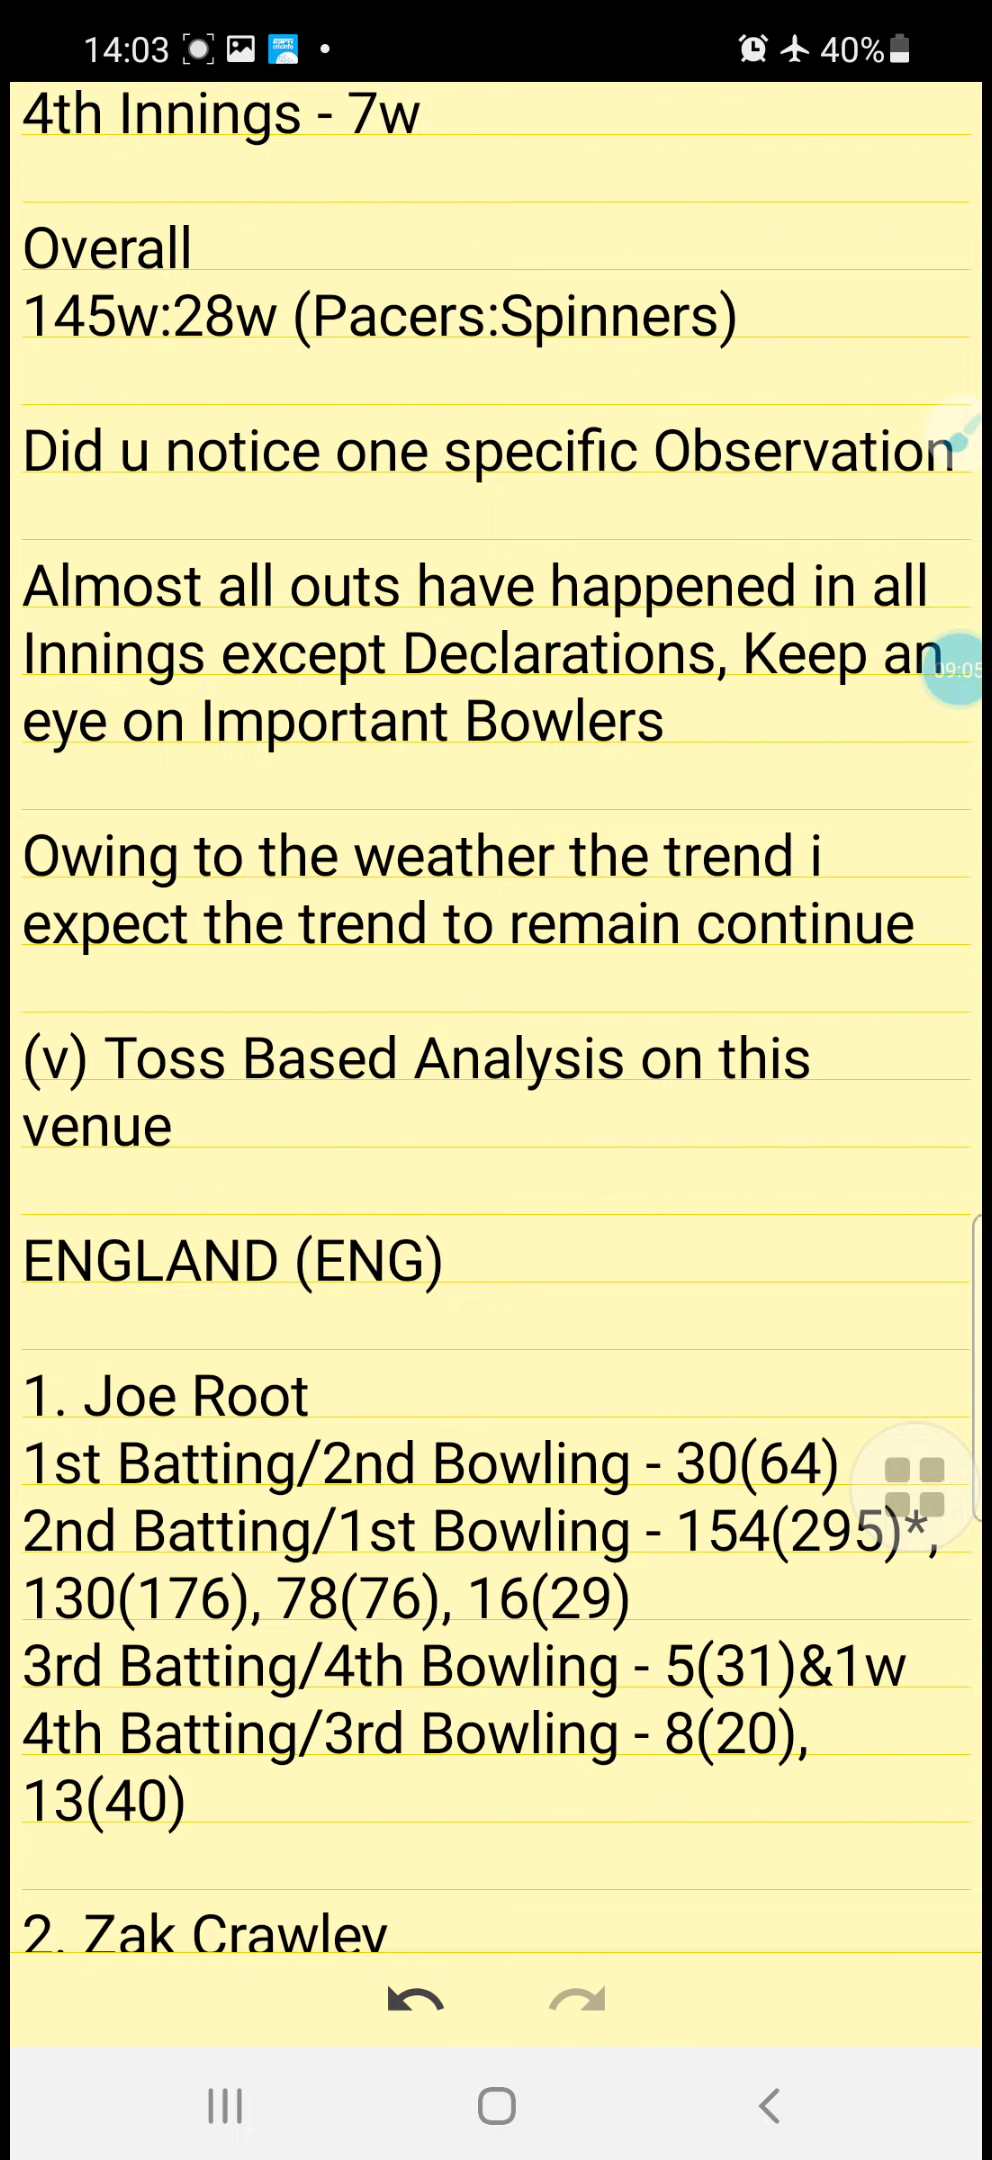 14:03
40%
4th Innings - 7w
Overall
145w:28w (Pacers:Spinners)
Did u notice one specific Observation
Almost all outs have happened in all
Innings except Declarations, Keep an
09:05
eye on Important Bowlers
Owing to the weather the trend i
expect the trend to remain continue
(v) Toss Based Analysis on this
venue
ENGLAND (ENG)
1. Joe Root
1st Batting/2nd Bowling - 30(64)
2nd Batting/1st Bowling - 154(295)*,
130(176), 78(76), 16(29)
3rd Batting/4th Bowling - 5(31)&1w
4th Batting/3rd Bowling - 8(20),
13(40)
2. Zak Crawley